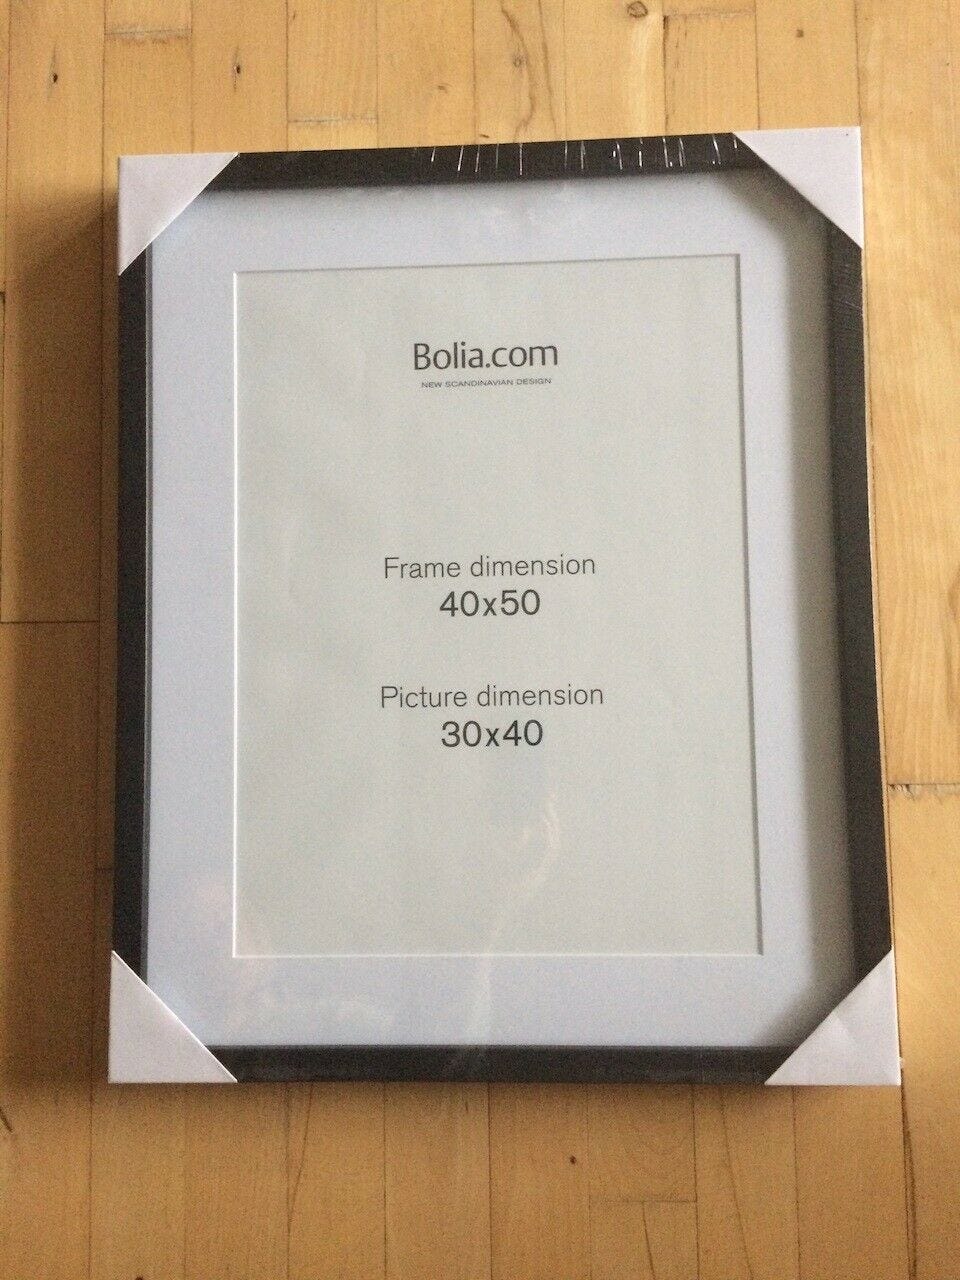 Bolia.com
NEW SCANDINAVIAN DESIGN
Frame dimension
40x50
Picture dimension
30x40